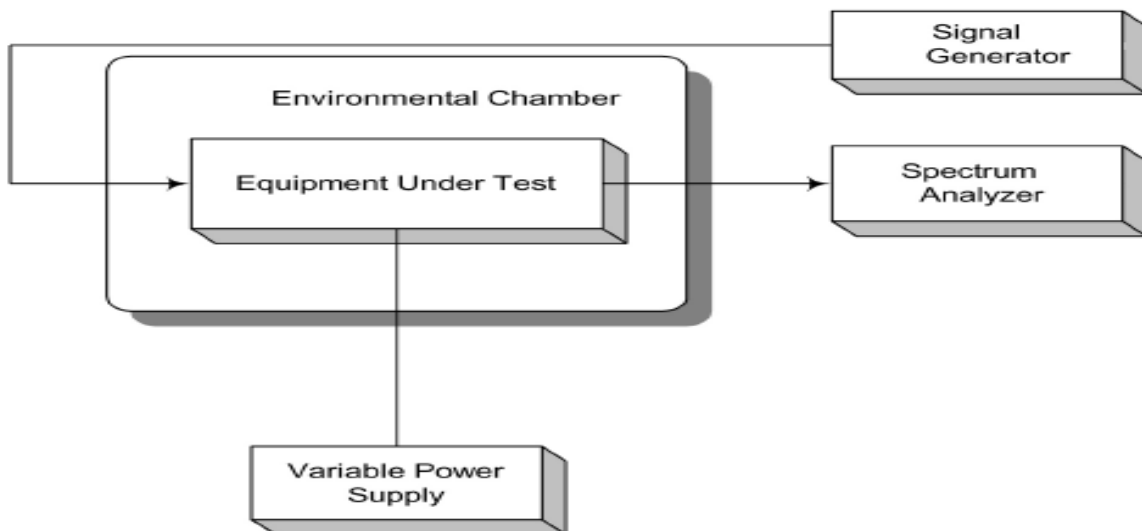 Signal
Generator
Environmental Chamber
Equipment Under Test
Spectrum
Analyzer
Variable Power
Supply